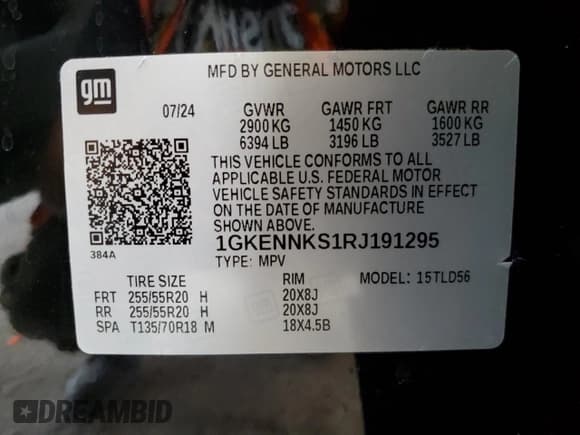 gm
MFD BY GENERAL MOTORS LLC
07/24 GVWR GAWR FRT GAWR RR
2900 KG 1450 KG 1600 KG
6394 LB 3196 LB 3527 LB
THIS VEHICLE CONFORMS TO ALL
APPLICABLE U.S. FEDERAL MOTOR
VEHICLE SAFETY STANDARDS IN EFFECT
ON THE DATE OF MANUFACTURE
SHOWN ABOVE.
384A
1GKENNKS1RJ191295
TYPE: MPV
TIRE SIZE RIM MODEL: 15TLD56
FRT 255/55R20 H 20X8J
RR 255/55R20 H 20X8J
SPA T135/70R18 M 18X4.5B
DREAMBID